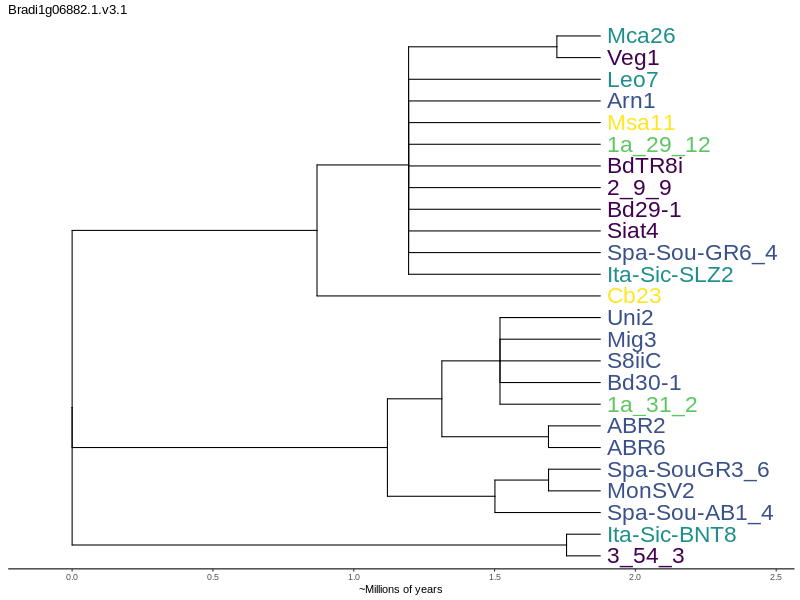 Bradi1g06882.1.v3.1
Mca26
Veg1
Leo7
Arn1
Msa11
1a_29_12
BdTR8i
2_9_9
Bd29-1
Siat4
Spa-Sou-GR6_4
Ita-Sic-SLZ2
Cb23
Uni2
Mig3
S8iiC
Bd30-1
1a_31_2
ABR2
ABR6
Spa-SouGR3_6
MonSV2
Spa-Sou-AB1_4
Ita-Sic-BNT8
3_54_3
0.0 0.5 1.0 1.5 2.0 2.5
~Millions of years